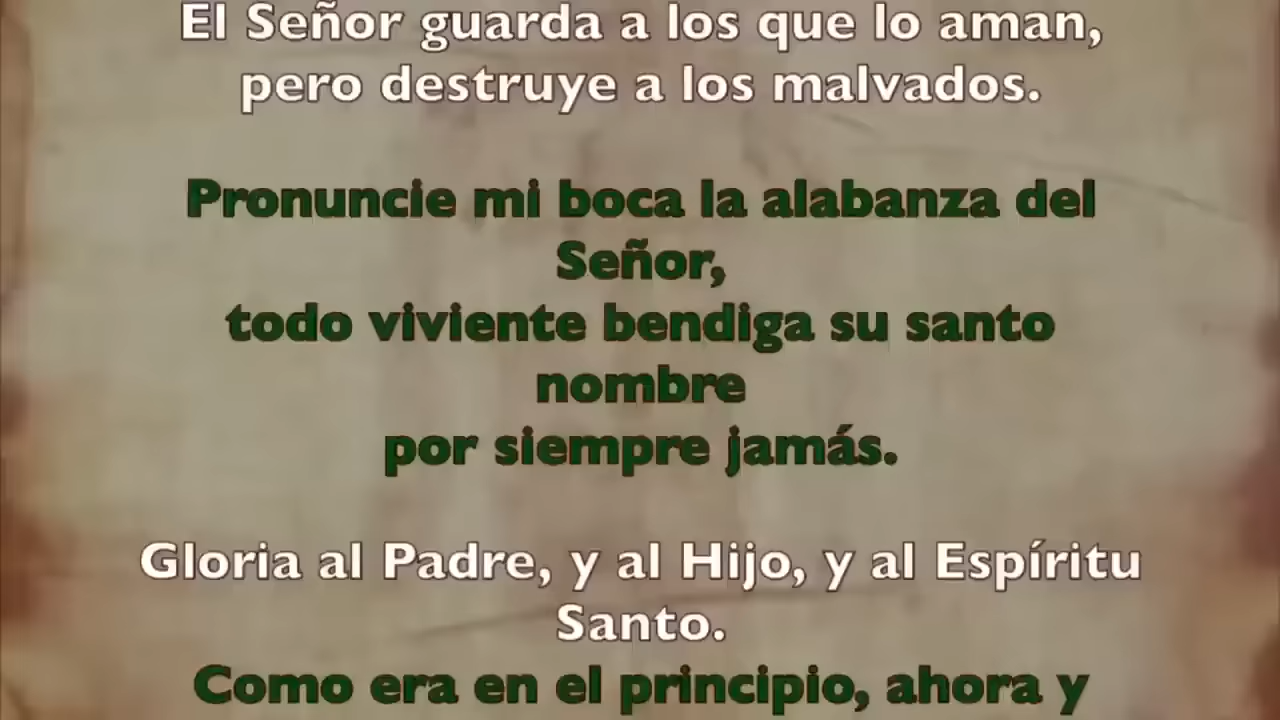 El Señor guarda a los que lo aman,
pero destruye a los malvados.
Pronuncie mi boca la alabanza del
Señor,
todo viviente bendiga su santo
nombre
por siempre jamás.
Gloria al Padre, y al Hijo, y al Espíritu
Santo.
Como era en el principio, ahora y